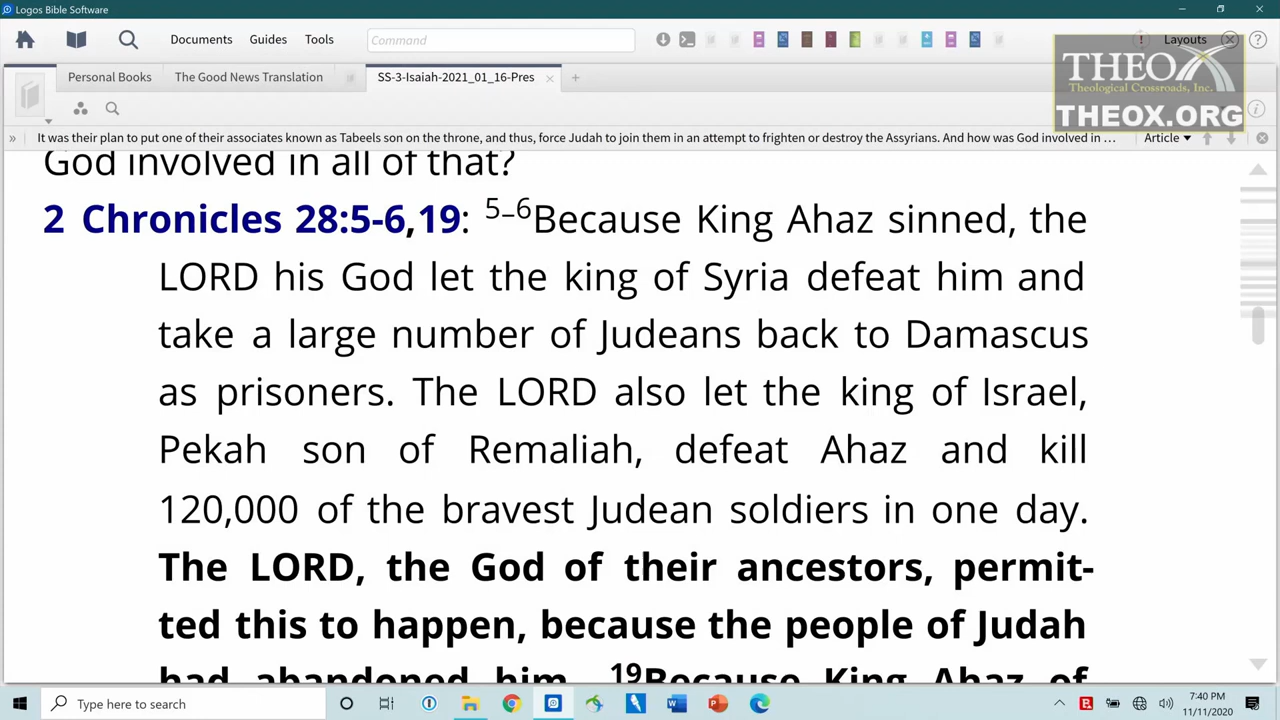 Logos Bible Software
Documents Guides Tools Command Layouts
THEOX
Theological Crossroads, Inc.
THEOX.ORG
Personal Books The Good News Translation SS-3-Isaiah-2021_01_16-Pres
It was their plan to put one of their associates known as Tabeels son on the throne, and thus, force Judah to join them in an attempt to frighten or destroy the Assyrians. And how was God involved in … Article
God involved in all of that?
2 Chronicles 28:5-6,19: 5–6Because King Ahaz sinned, the
LORD his God let the king of Syria defeat him and
take a large number of Judeans back to Damascus
as prisoners. The LORD also let the king of Israel,
Pekah son of Remaliah, defeat Ahaz and kill
120,000 of the bravest Judean soldiers in one day.
The LORD, the God of their ancestors, permit-
ted this to happen, because the people of Judah
had abandoned him. 19Because King Ahaz of
Type here to search
7:40 PM
11/11/2020